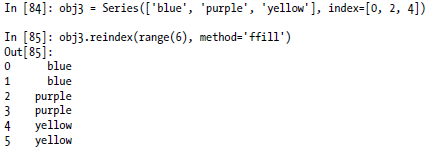 In [84]: obj3 = Series(['blue', 'purple', 'yellow'], index=[0, 2, 4])
In [85]: obj3.reindex(range(6), method='ffill')
Out[85]:
0 blue
1 blue
2 purple
3 purple
4 yellow
5 yellow